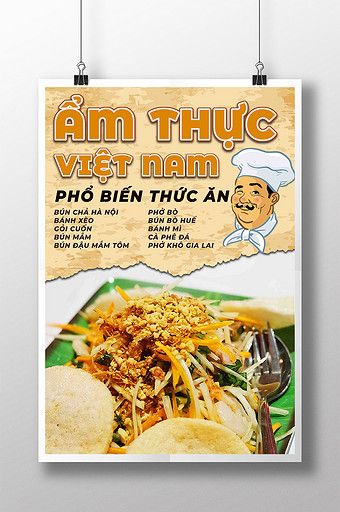 ẨM THỰC
VIỆT NAM
PHỔ BIẾN THỨC ĂN
BÚN CHẢ HÀ NỘI
BÁNH XÈO
GỎI CUỐN
BÚN MẮM
BÚN ĐẬU MẮM TÔM
PHỞ BÒ
BÚN BÒ HUẾ
BÁNH MÌ
CÀ PHÊ ĐÁ
PHỞ KHÔ GIA LAI